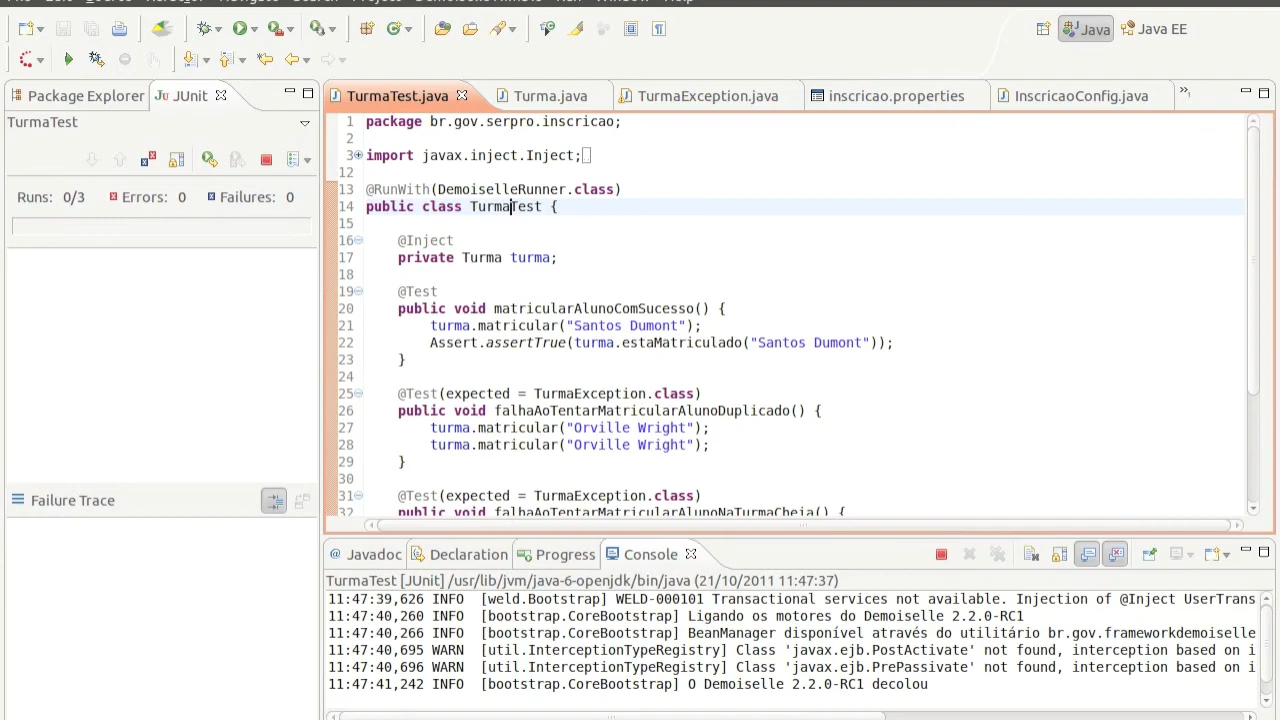 Java
Java EE
Package Explorer
JUnit
TurmaTest
Runs: 0/3
Errors: 0
Failures: 0
Failure Trace
TurmaTest.java
Turma.java
TurmaException.java
inscricao.properties
InscricaoConfig.java
1 package br.gov.serpro.inscricao;
2
3 import javax.inject.Inject;
12
13 @RunWith(DemoiselleRunner.class)
14 public class TurmaTest {
15
16 @Inject
17 private Turma turma;
18
19 @Test
20 public void matricularAlunoComSucesso() {
21 turma.matricular("Santos Dumont");
22 Assert.assertTrue(turma.estaMatriculado("Santos Dumont"));
23 }
24
25 @Test(expected = TurmaException.class)
26 public void falhaAoTentarMatricularAlunoDuplicado() {
27 turma.matricular("Orville Wright");
28 turma.matricular("Orville Wright");
29 }
30
31 @Test(expected = TurmaException.class)
32 public void falhaAoTentarMatricularAlunoNaTurmaCheia() {
@ Javadoc
Declaration
Progress
Console
TurmaTest [JUnit] /usr/lib/jvm/java-6-openjdk/bin/java (21/10/2011 11:47:37)
11:47:39,626 INFO [weld.Bootstrap] WELD-000101 Transactional services not available. Injection of @Inject UserTrans
11:47:40,260 INFO [bootstrap.CoreBootstrap] Ligando os motores do Demoiselle 2.2.0-RC1
11:47:40,266 INFO [bootstrap.CoreBootstrap] BeanManager disponível através do utilitário br.gov.frameworkdemoiselle
11:47:40,695 WARN [util.InterceptionTypeRegistry] Class 'javax.ejb.PostActivate' not found, interception based on i
11:47:40,696 WARN [util.InterceptionTypeRegistry] Class 'javax.ejb.PrePassivate' not found, interception based on i
11:47:41,242 INFO [bootstrap.CoreBootstrap] O Demoiselle 2.2.0-RC1 decolou